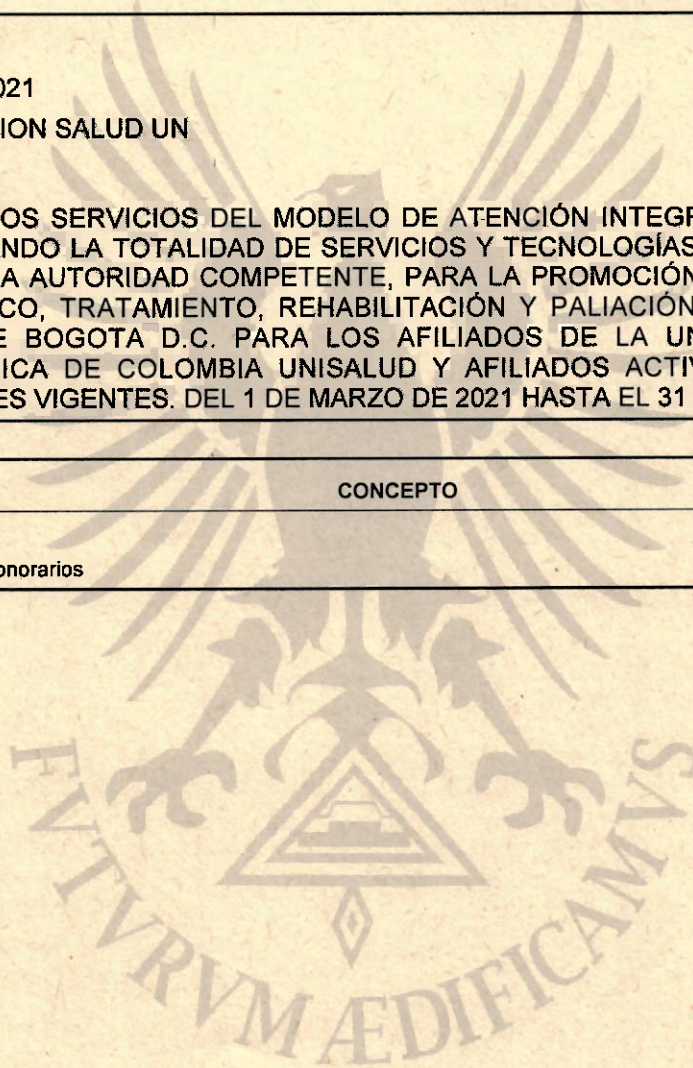 021
ION SALUD UN
OS SERVICIOS DEL MODELO DE ATENCIÓN INTEGR
ANDO LA TOTALIDAD DE SERVICIOS Y TECNOLOGÍAS
A AUTORIDAD COMPETENTE, PARA LA PROMOCIÓN
CO, TRATAMIENTO, REHABILITACIÓN Y PALIACIÓN
E BOGOTA D.C. PARA LOS AFILIADOS DE LA UN
ICA DE COLOMBIA UNISALUD Y AFILIADOS ACTIV
ES VIGENTES. DEL 1 DE MARZO DE 2021 HASTA EL 31
CONCEPTO
onorarios
FVTVRVM ÆDIFICAMVS